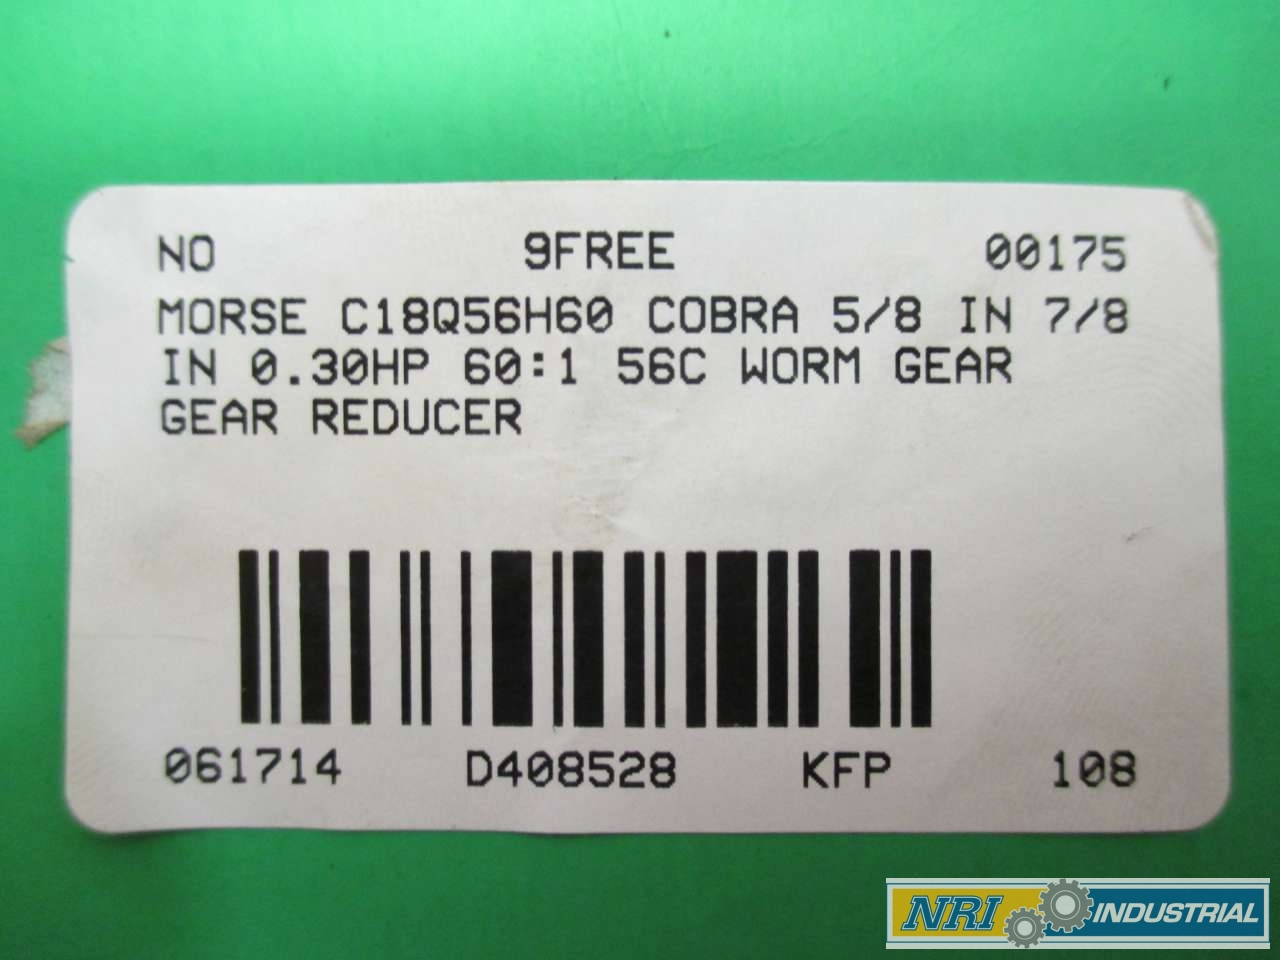 NO 9FREE 00175
MORSE C18Q56H60 COBRA 5/8 IN 7/8
IN 0.30HP 60:1 56C WORM GEAR
GEAR REDUCER
061714 D408528 KFP 108
NRI INDUSTRIAL